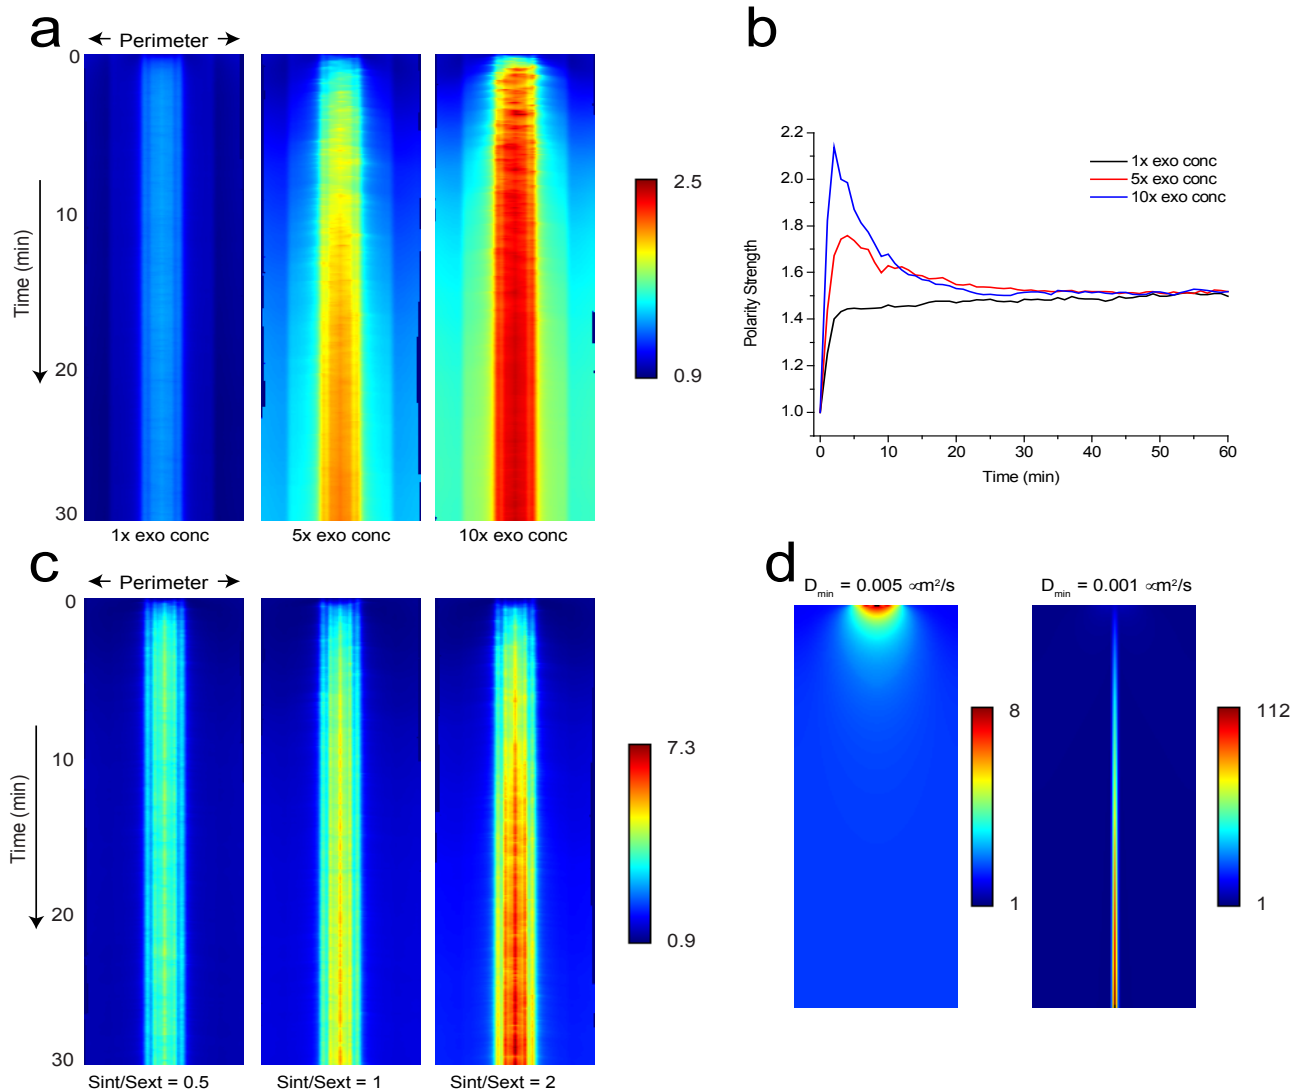 a
← Perimeter →
0
10
20
30
Time (min)
1x exo conc
5x exo conc
10x exo conc
2.5
0.9
b
2.2
2.0
1.8
1.6
1.4
1.2
1.0
Polarity Strength
1x exo conc
5x exo conc
10x exo conc
0 10 20 30 40 50 60
Time (min)
c
← Perimeter →
0
10
20
30
Time (min)
Sint/Sext = 0.5
Sint/Sext = 1
Sint/Sext = 2
7.3
0.9
d
Dmin = 0.005 ∝m²/s
8
1
Dmin = 0.001 ∝m²/s
112
1